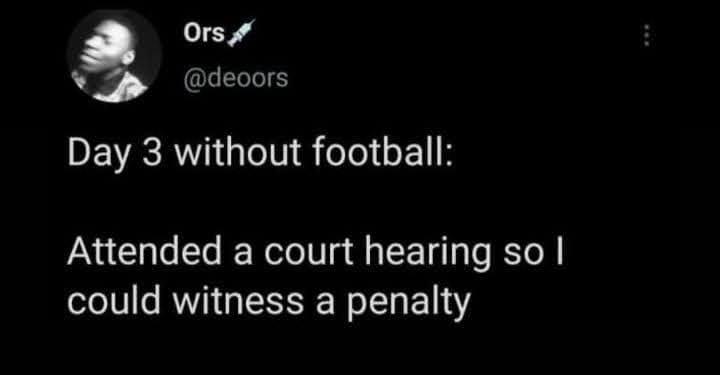 Ors💉
@deoors
Day 3 without football:
Attended a court hearing so I
could witness a penalty